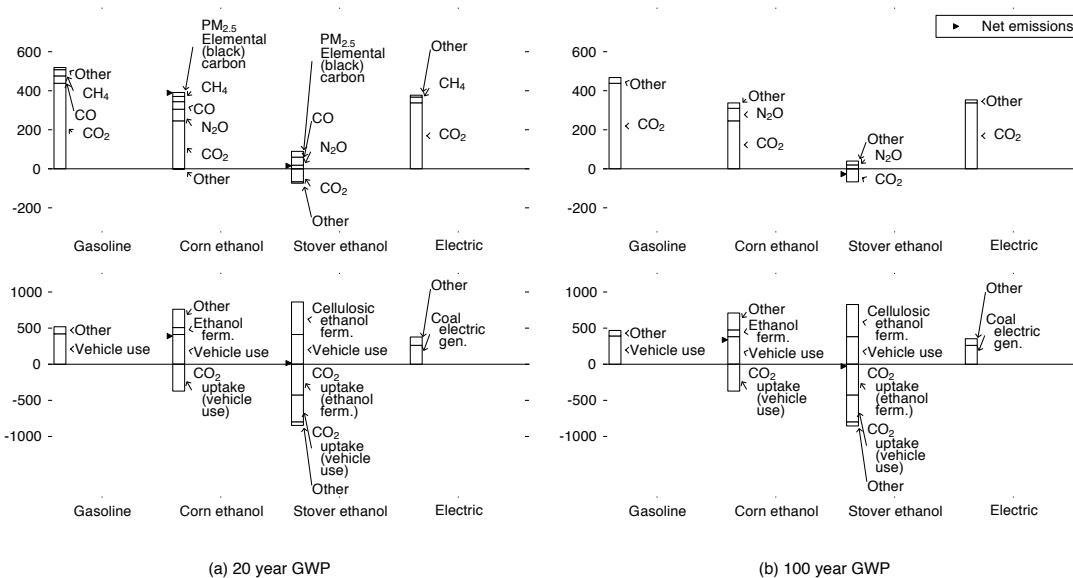 Net emissions
600
400
200
0
-200
Other
CH4
CO
CO2
PM2.5
Elemental
(black)
carbon
CH4
CO
N2O
CO2
Other
PM2.5
Elemental
(black)
carbon
CO
N2O
CO2
Other
Other
CH4
CO2
Gasoline
Corn ethanol
Stover ethanol
Electric
600
400
200
0
-200
Other
CO2
Other
N2O
CO2
Other
N2O
CO2
Other
CO2
Gasoline
Corn ethanol
Stover ethanol
Electric
1000
500
0
-500
-1000
Other
Vehicle use
Other
Ethanol
ferm.
Vehicle use
CO2
uptake
(vehicle
use)
Cellulosic
ethanol
ferm.
Vehicle use
CO2
uptake
(ethanol
ferm.)
CO2
uptake
(vehicle
use)
Other
Other
Coal
electric
gen.
Gasoline
Corn ethanol
Stover ethanol
Electric
1000
500
0
-500
-1000
Other
Vehicle use
Other
Ethanol
ferm.
Vehicle use
CO2
uptake
(vehicle
use)
Cellulosic
ethanol
ferm.
Vehicle use
CO2
uptake
(ethanol
ferm.)
CO2
uptake
(vehicle
use)
Other
Other
Coal
electric
gen.
Gasoline
Corn ethanol
Stover ethanol
Electric
(a) 20 year GWP
(b) 100 year GWP